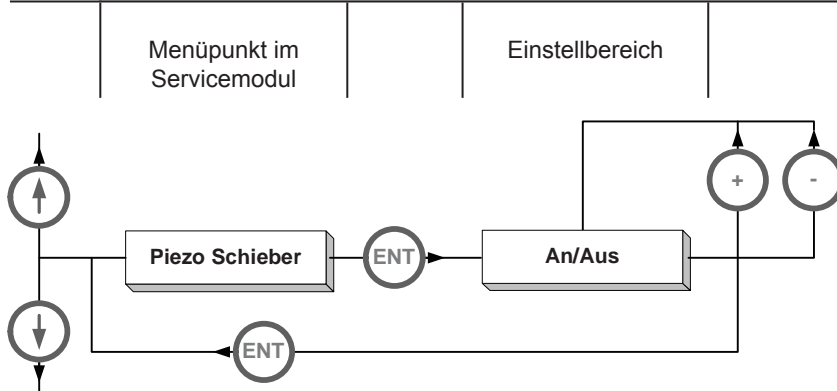 Menüpunkt im
Servicemodul
Einstellbereich
+
-
Piezo Schieber
ENT
An/Aus
ENT